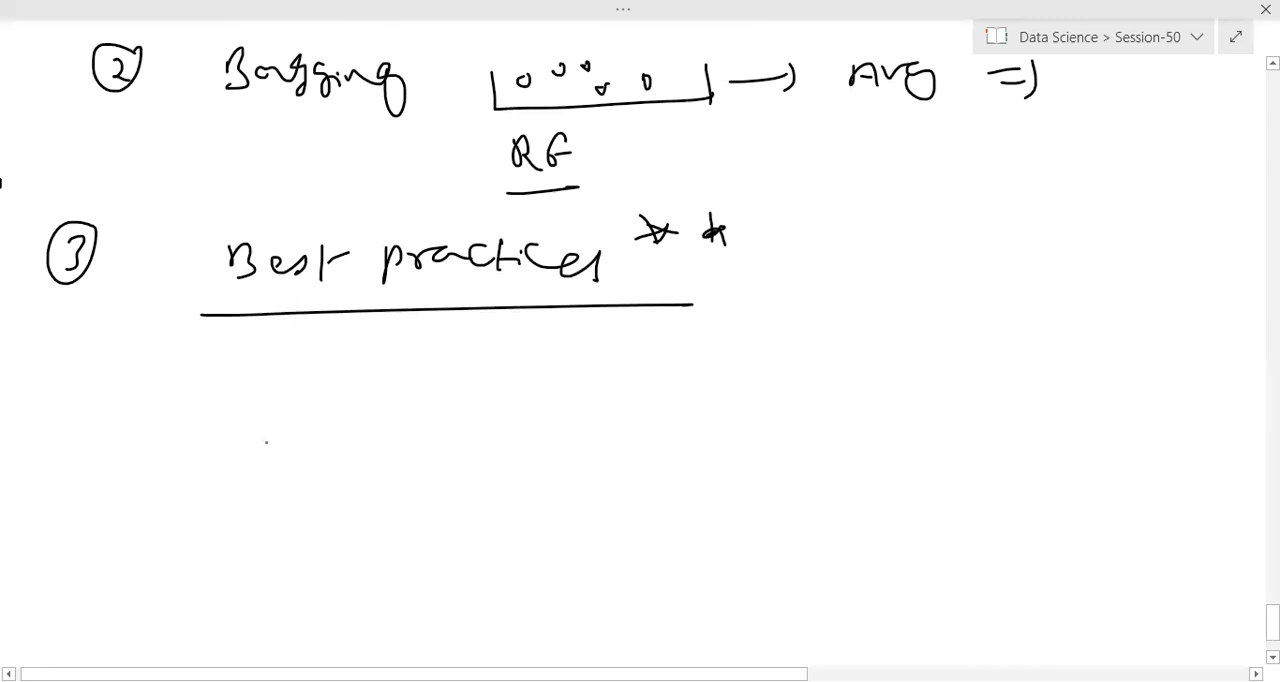 Data Science > Session-50
② Bagging → Avg ⇒
RF
③ Best practices * *